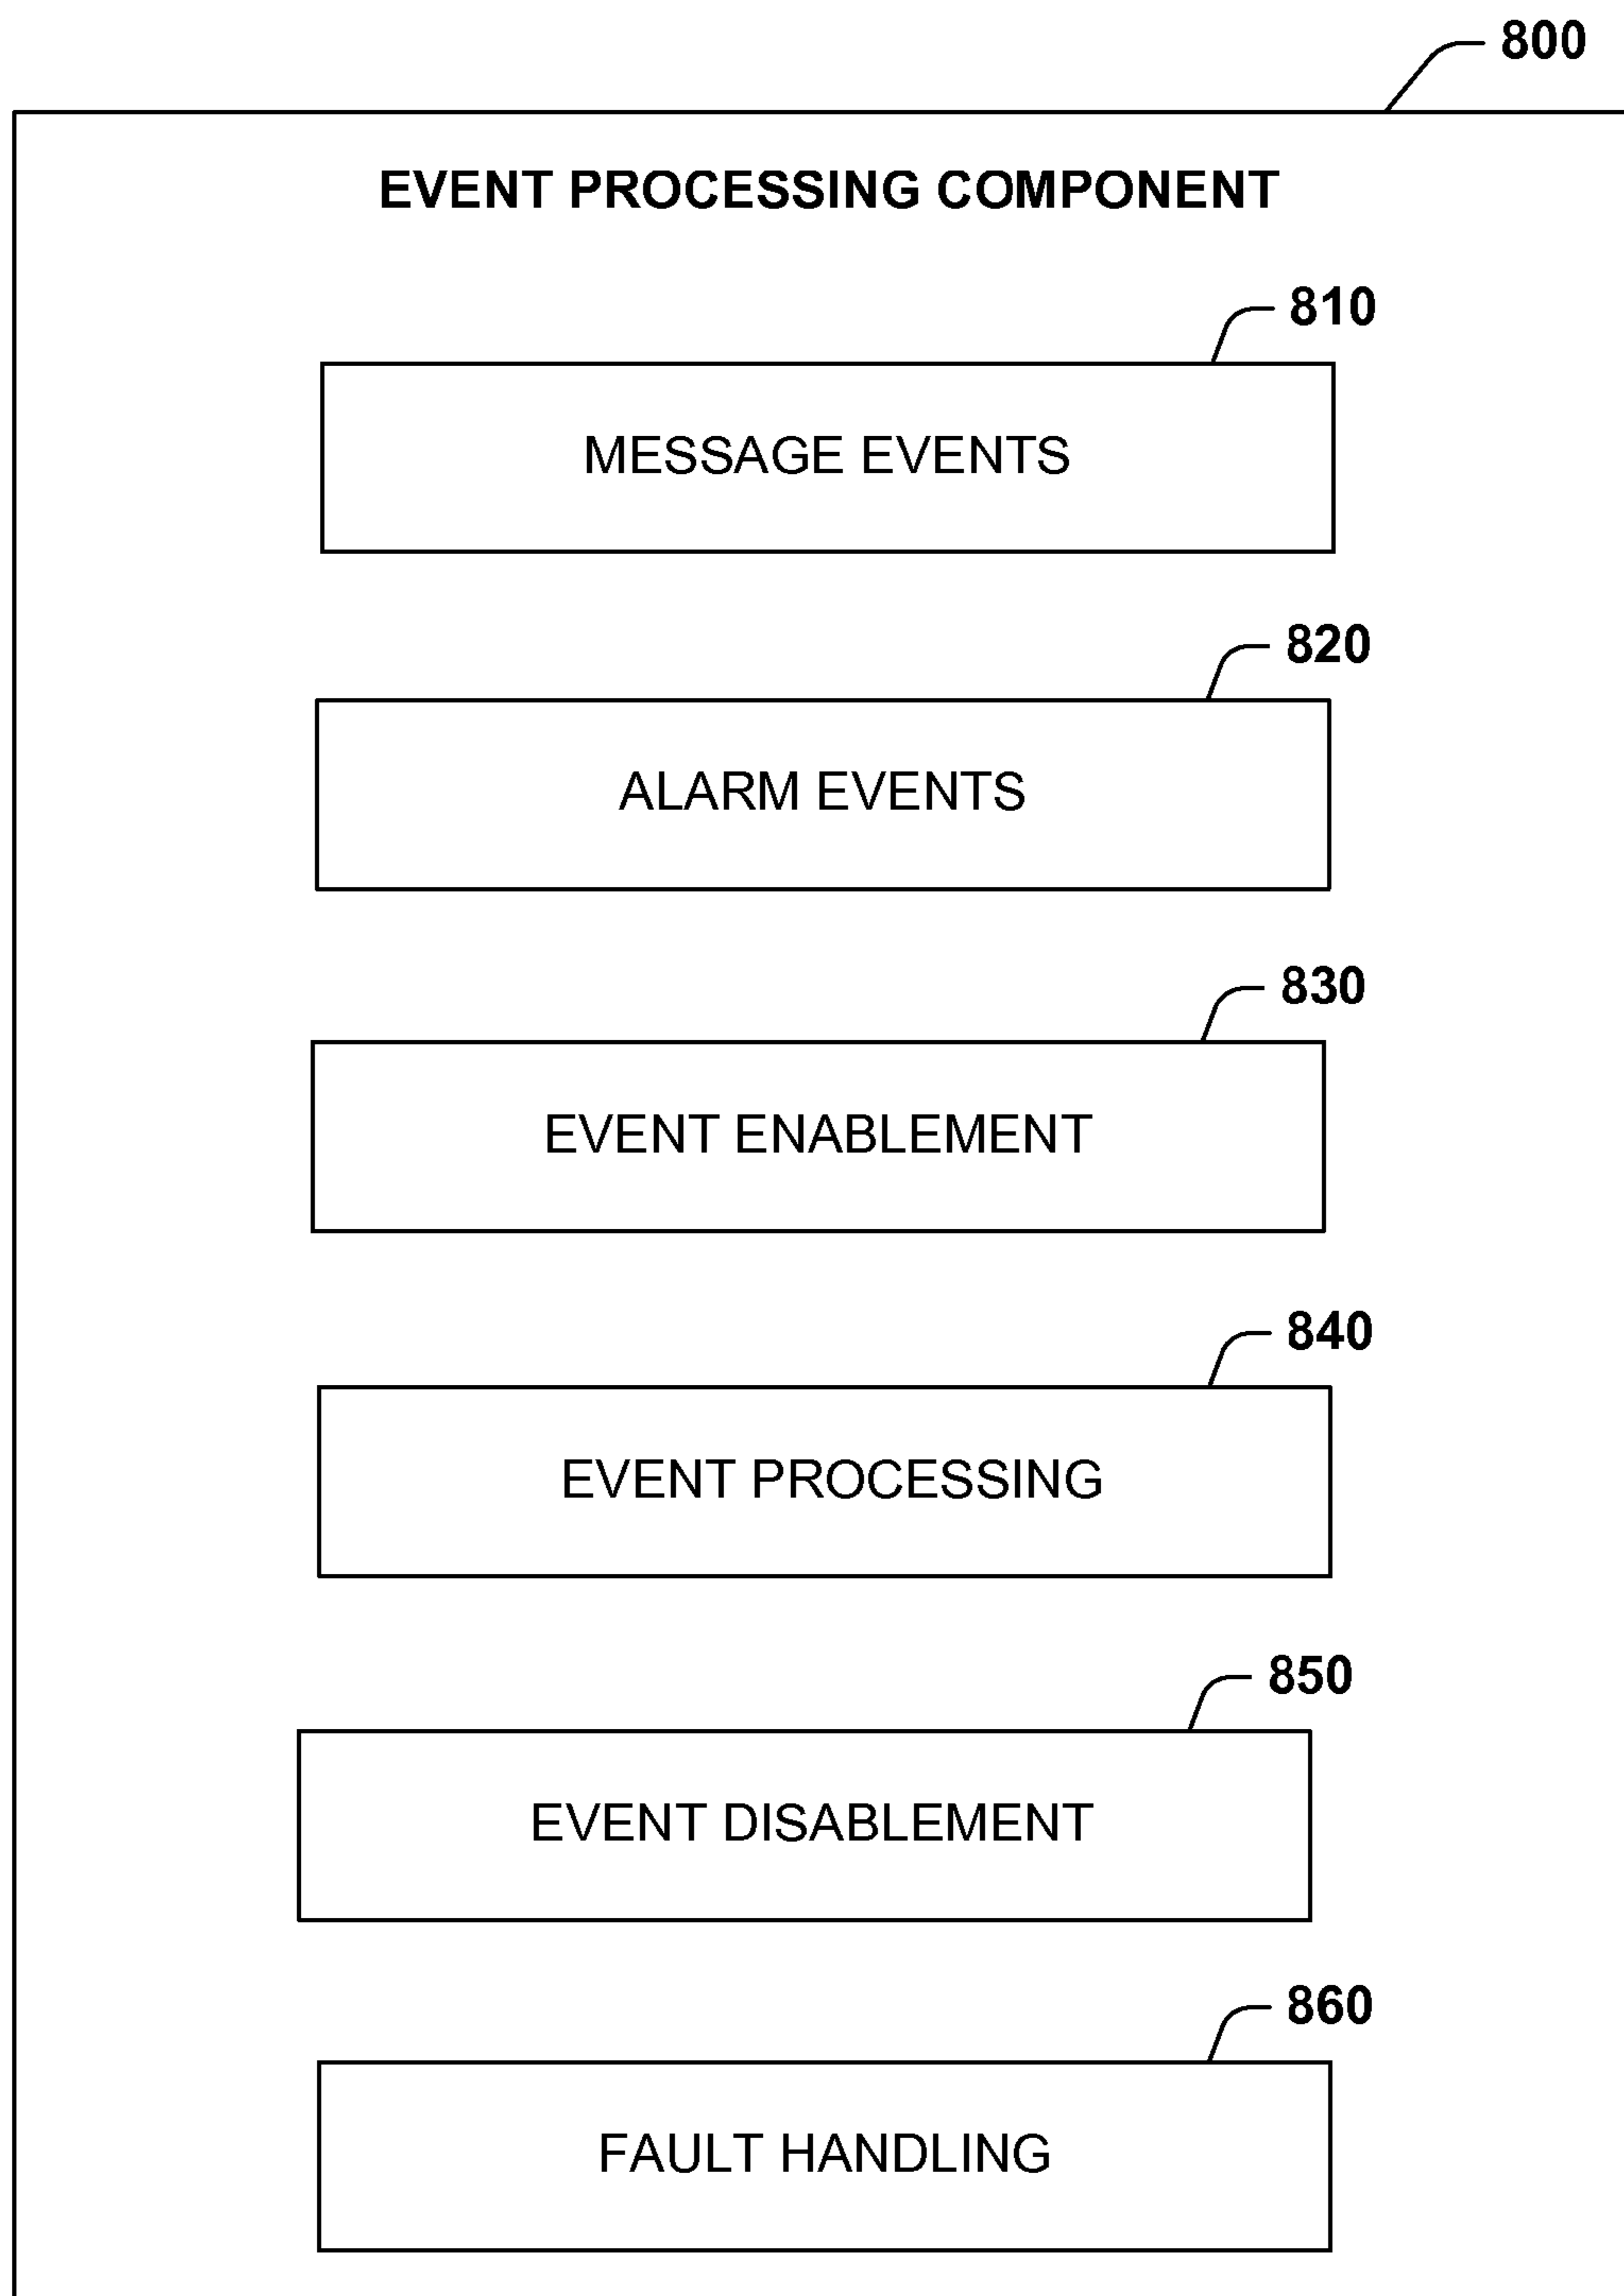 800
EVENT PROCESSING COMPONENT
810
MESSAGE EVENTS
820
ALARM EVENTS
830
EVENT ENABLEMENT
840
EVENT PROCESSING
850
EVENT DISABLEMENT
860
FAULT HANDLING